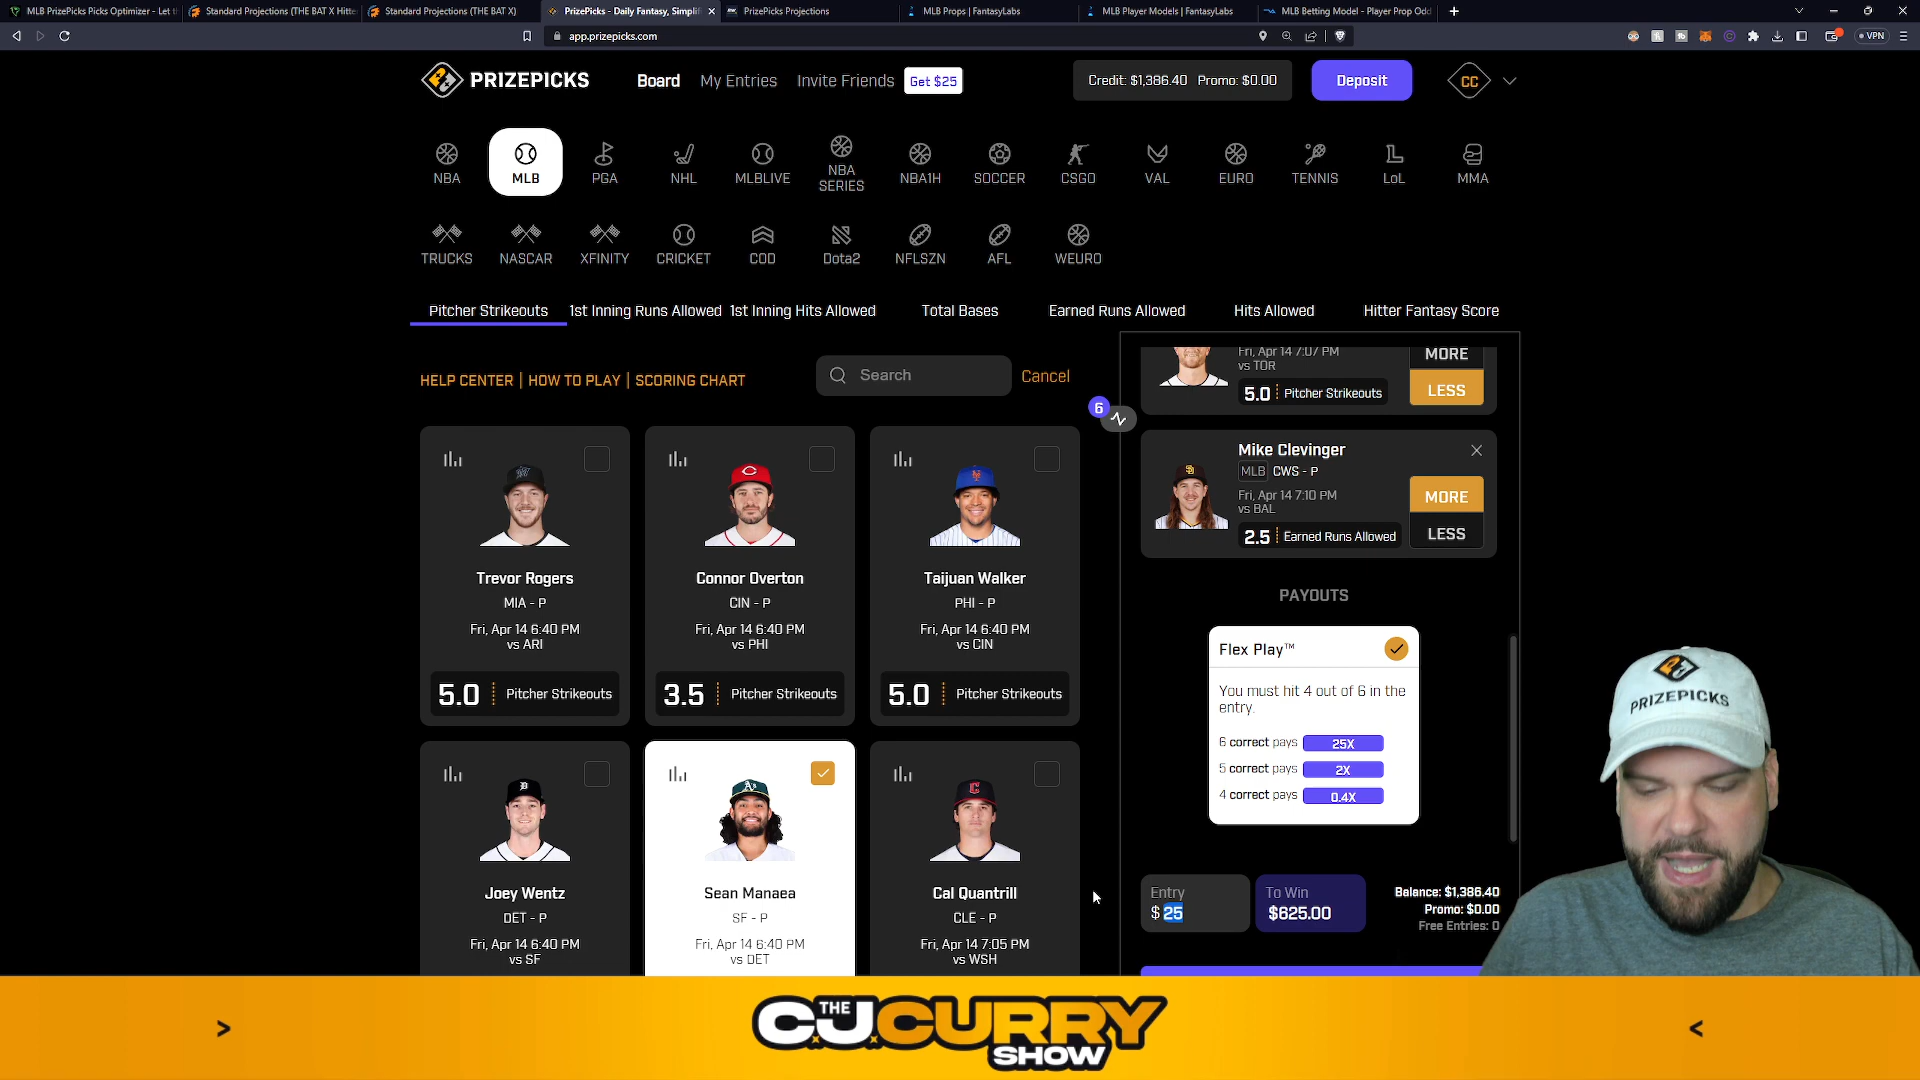 MLB PrizePicks Picks Optimizer - Let t
Standard Projections (THE BAT X Hitte
Standard Projections (THE BAT X)
PrizePicks - Daily Fantasy, Simplif
PrizePicks Projections
MLB Props | FantasyLabs
MLB Player Models | FantasyLabs
MLB Betting Model - Player Prop Odd
app.prizepicks.com
VPN
PRIZEPICKS
Board
My Entries
Invite Friends
Get $25
Credit: $1,386.40 Promo: $0.00
Deposit
CC
NBA
MLB
PGA
NHL
MLBLIVE
NBA
SERIES
NBA1H
SOCCER
CSGO
VAL
EURO
TENNIS
LoL
MMA
TRUCKS
NASCAR
XFINITY
CRICKET
COD
Dota2
NFLSZN
AFL
WEURO
Pitcher Strikeouts
1st Inning Runs Allowed
1st Inning Hits Allowed
Total Bases
Earned Runs Allowed
Hits Allowed
Hitter Fantasy Score
HELP CENTER | HOW TO PLAY | SCORING CHART
Search
Cancel
6
Trevor Rogers
MIA - P
Fri, Apr 14 6:40 PM
vs ARI
5.0 Pitcher Strikeouts
Connor Overton
CIN - P
Fri, Apr 14 6:40 PM
vs PHI
3.5 Pitcher Strikeouts
Taijuan Walker
PHI - P
Fri, Apr 14 6:40 PM
vs CIN
5.0 Pitcher Strikeouts
Joey Wentz
DET - P
Fri, Apr 14 6:40 PM
vs SF
Sean Manaea
SF - P
Fri, Apr 14 6:40 PM
vs DET
Cal Quantrill
CLE - P
Fri, Apr 14 7:05 PM
vs WSH
Fri, Apr 14 7:07 PM
vs TOR
5.0 Pitcher Strikeouts
MORE
LESS
Mike Clevinger
MLB CWS - P
Fri, Apr 14 7:10 PM
vs BAL
2.5 Earned Runs Allowed
MORE
LESS
PAYOUTS
Flex Play™
You must hit 4 out of 6 in the
entry.
6 correct pays 25X
5 correct pays 2X
4 correct pays 0.4X
Entry
$ 25
To Win
$625.00
Balance: $1,386.40
Promo: $0.00
Free Entries: 0
PRIZEPICKS
>
THE
C.J. CURRY
SHOW
<